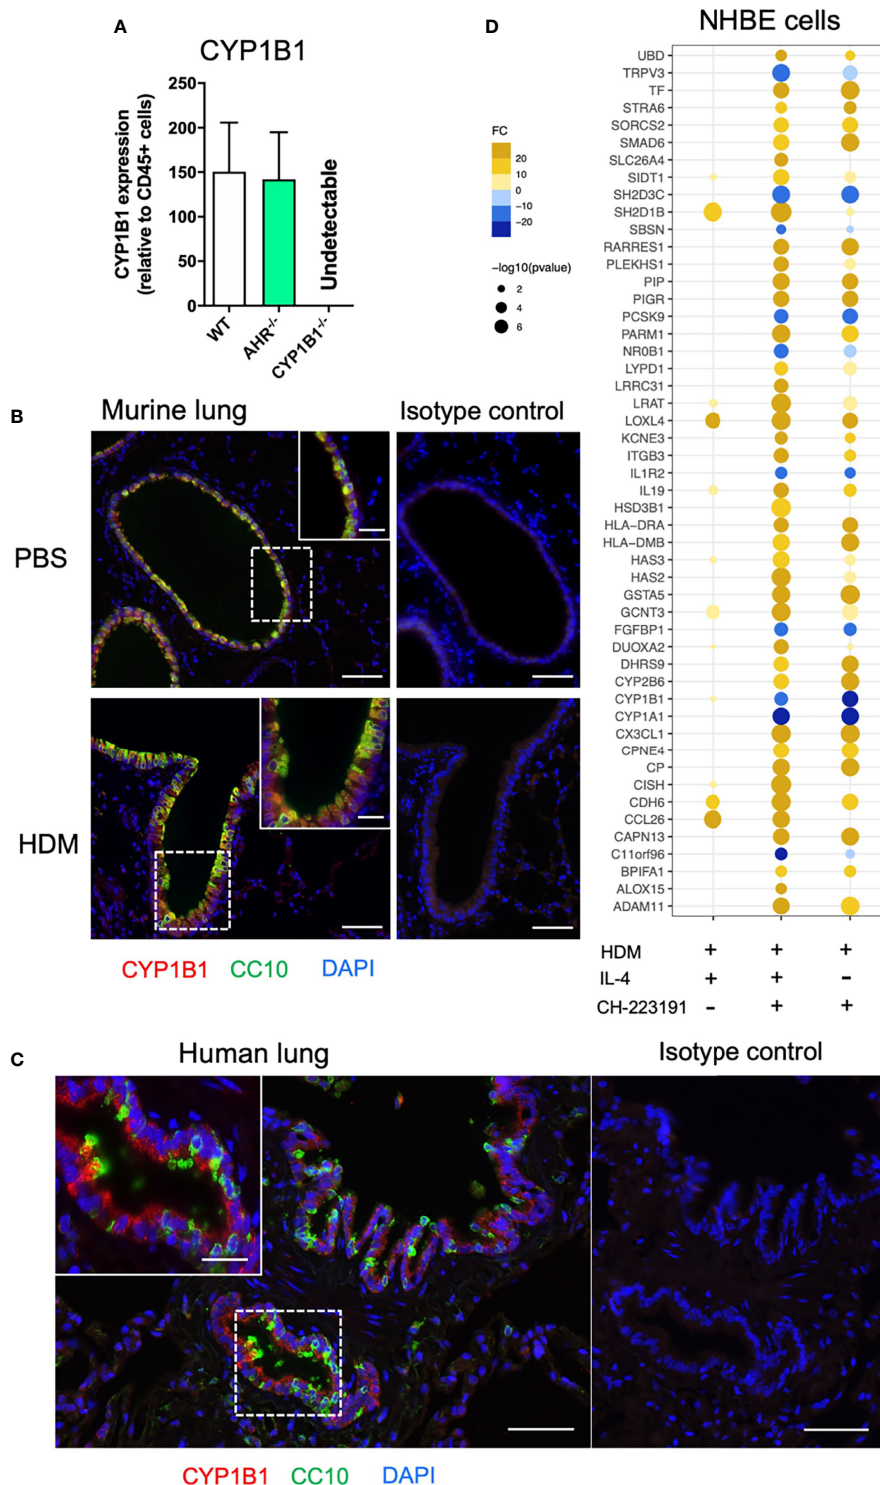 A
CYP1B1
CYP1B1 expression
(relative to CD45+ cells)
250
200
150
100
50
0
Undetectable
WT
AHR-/-
CYP1B1-/-
B
Murine lung
Isotype control
PBS
HDM
CYP1B1 CC10 DAPI
D
NHBE cells
FC
20
10
0
−10
−20
−log10(pvalue)
2
4
6
UBD
TRPV3
TF
STRA6
SORCS2
SMAD6
SLC26A4
SIDT1
SH2D3C
SH2D1B
SBSN
RARRES1
PLEKHS1
PIP
PIGR
PCSK9
PARM1
NR0B1
LYPD1
LRRC31
LRAT
LOXL4
KCNE3
ITGB3
IL1R2
IL19
HSD3B1
HLA−DRA
HLA−DMB
HAS3
HAS2
GSTA5
GCNT3
FGFBP1
DUOXA2
DHRS9
CYP2B6
CYP1B1
CYP1A1
CX3CL1
CPNE4
CP
CISH
CDH6
CCL26
CAPN13
C11orf96
BPIFA1
ALOX15
ADAM11
HDM + + +
IL-4 + + -
CH-223191 - + +
C
Human lung
Isotype control
CYP1B1 CC10 DAPI